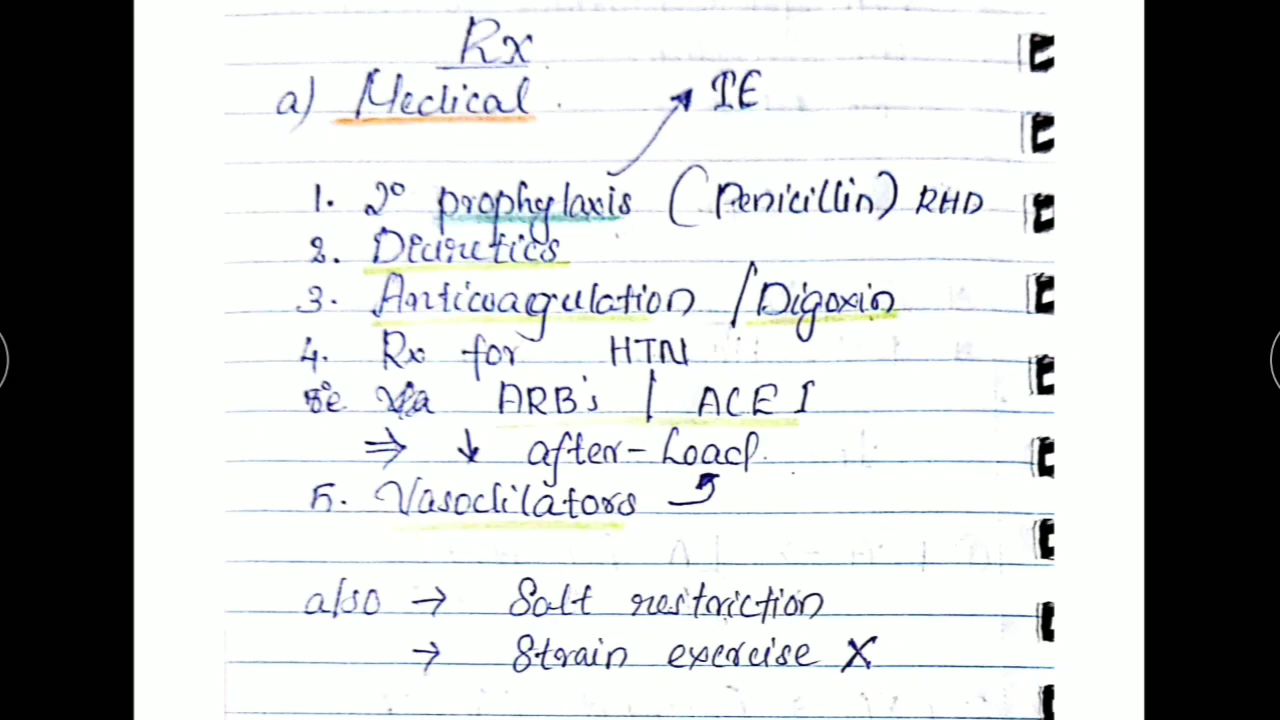 Rx
a) Medical
IE
1. 2° prophylaxis (Penicillin) RHD
2. Diuretics
3. Anticoagulation / Digoxin
4. Rx for HTN
ARB's / ACE I
⇒ ↓ after-Load
5. Vasodilators
also → Salt restriction
→ Strain exercise X